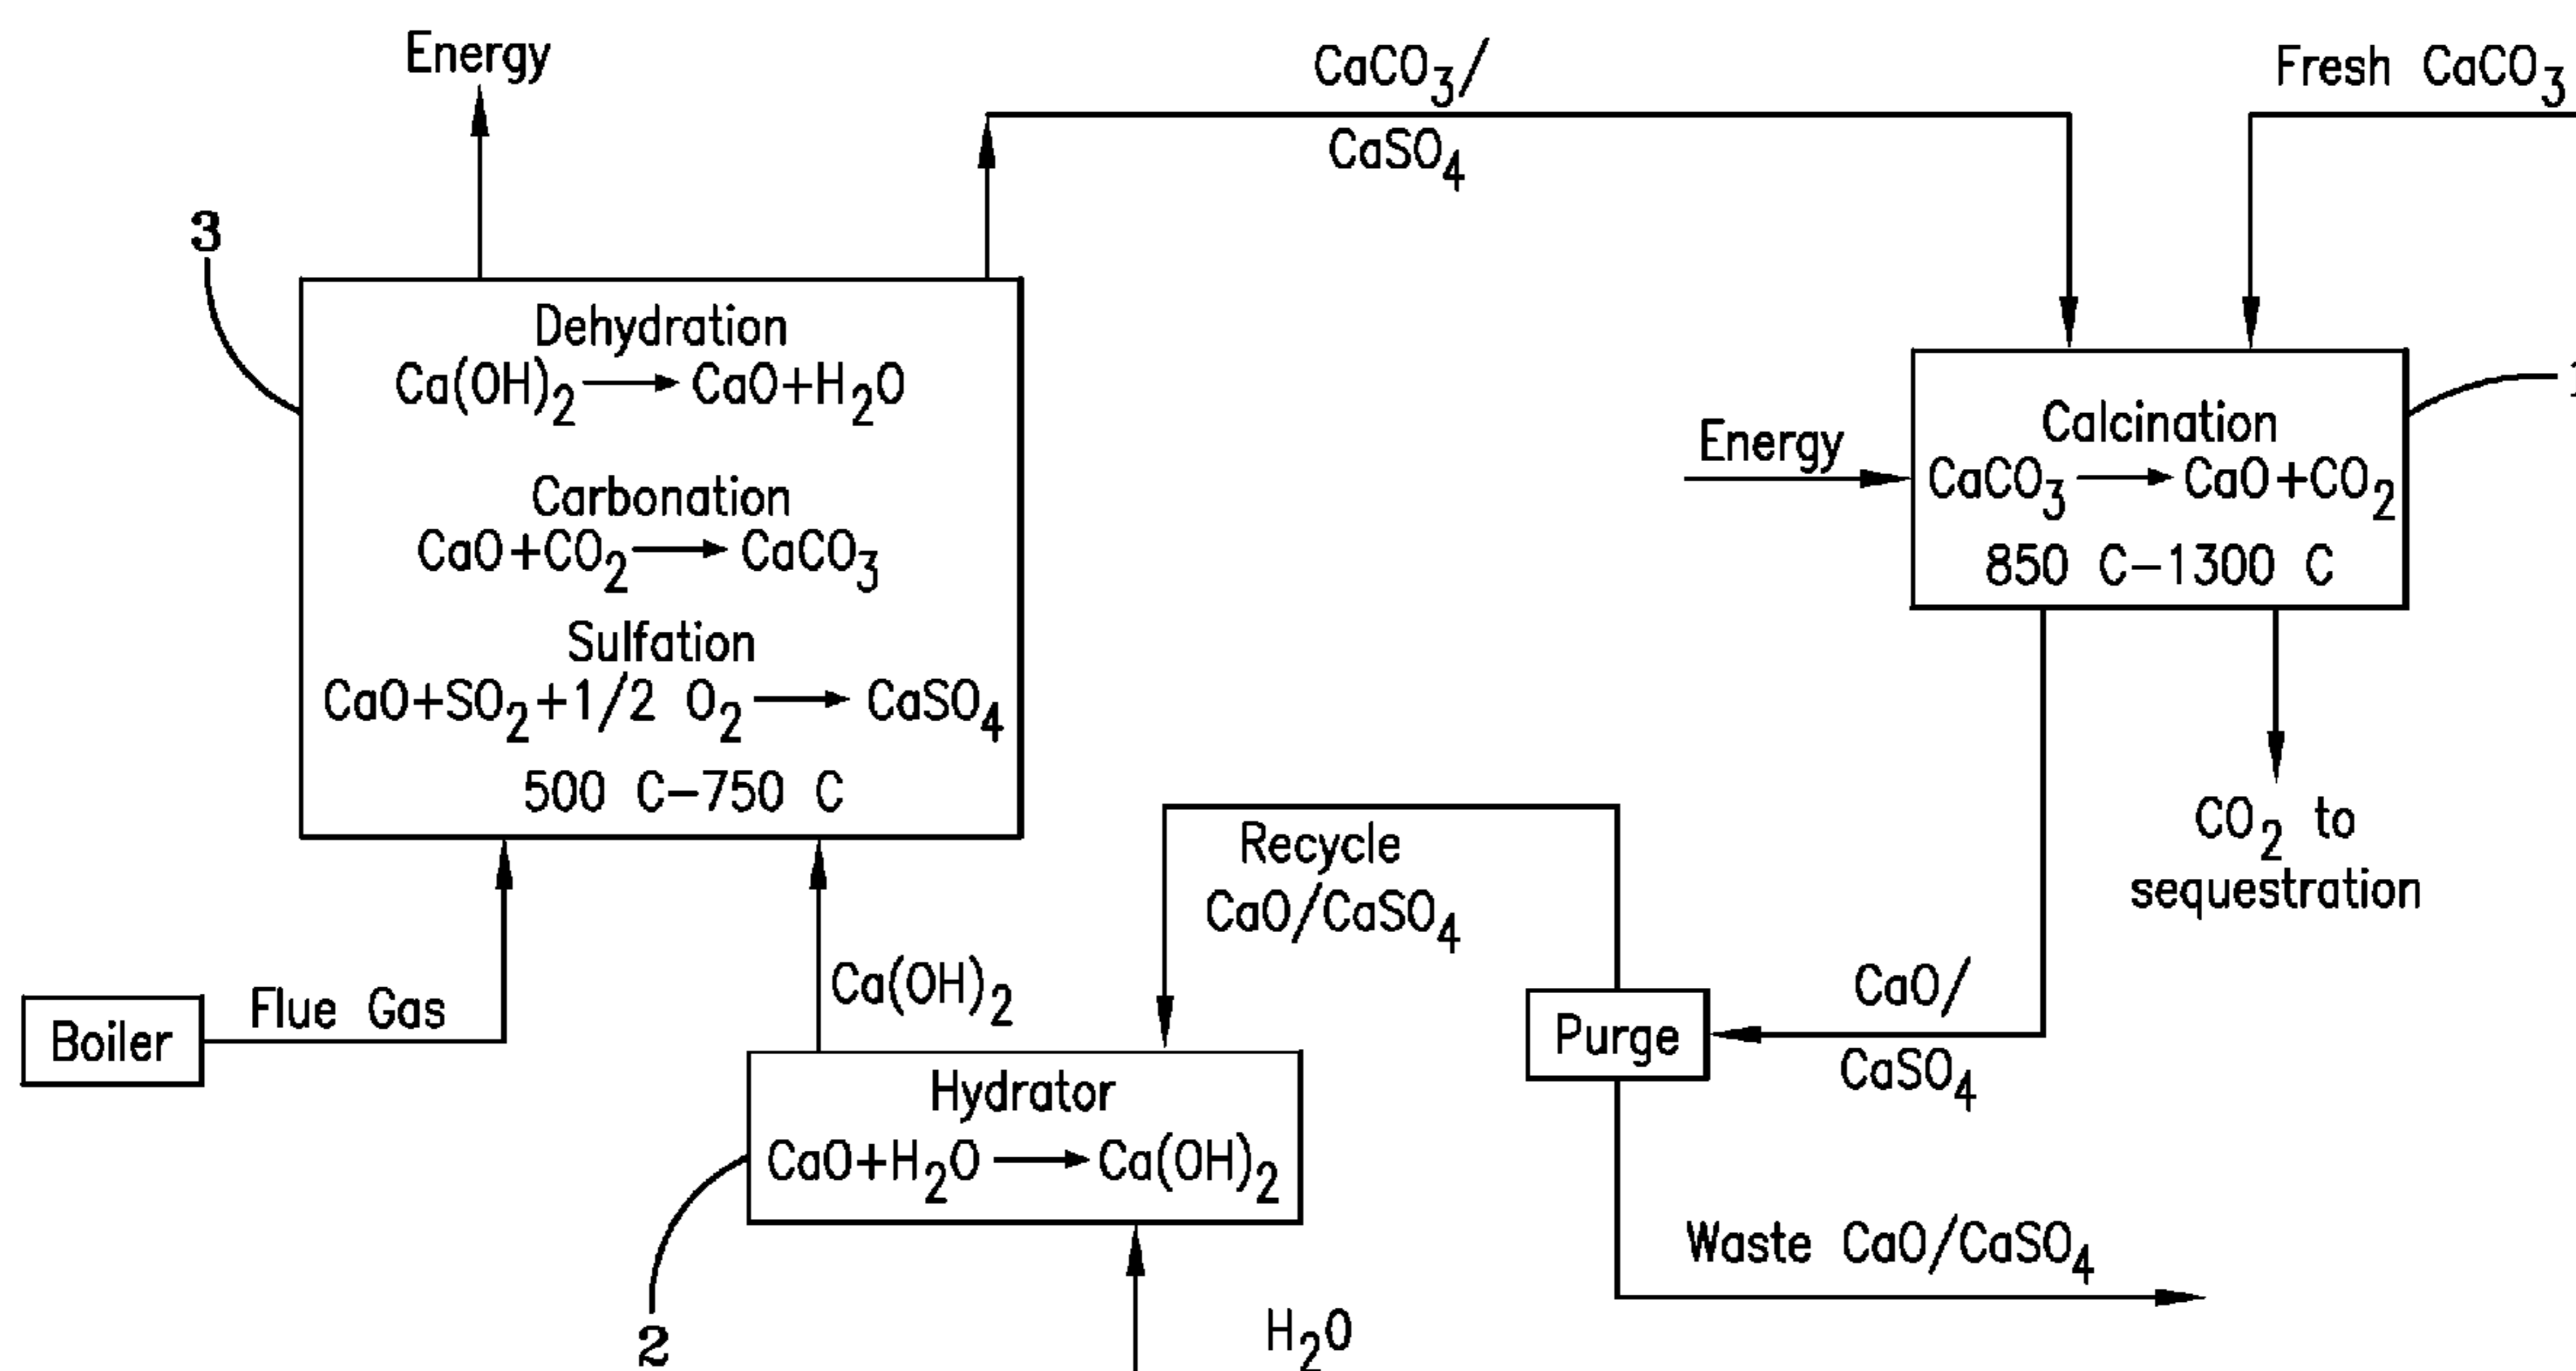 Energy
CaCO3/
CaSO4
Fresh CaCO3
3
Dehydration
Ca(OH)2 → CaO+H2O
Carbonation
CaO+CO2 → CaCO3
Sulfation
CaO+SO2+1/2 O2 → CaSO4
500 C-750 C
Energy
Calcination
CaCO3 → CaO+CO2
850 C-1300 C
1
CO2 to
sequestration
Recycle
CaO/CaSO4
Boiler
Flue Gas
Ca(OH)2
Purge
CaO/
CaSO4
Hydrator
CaO+H2O → Ca(OH)2
2
H2O
Waste CaO/CaSO4